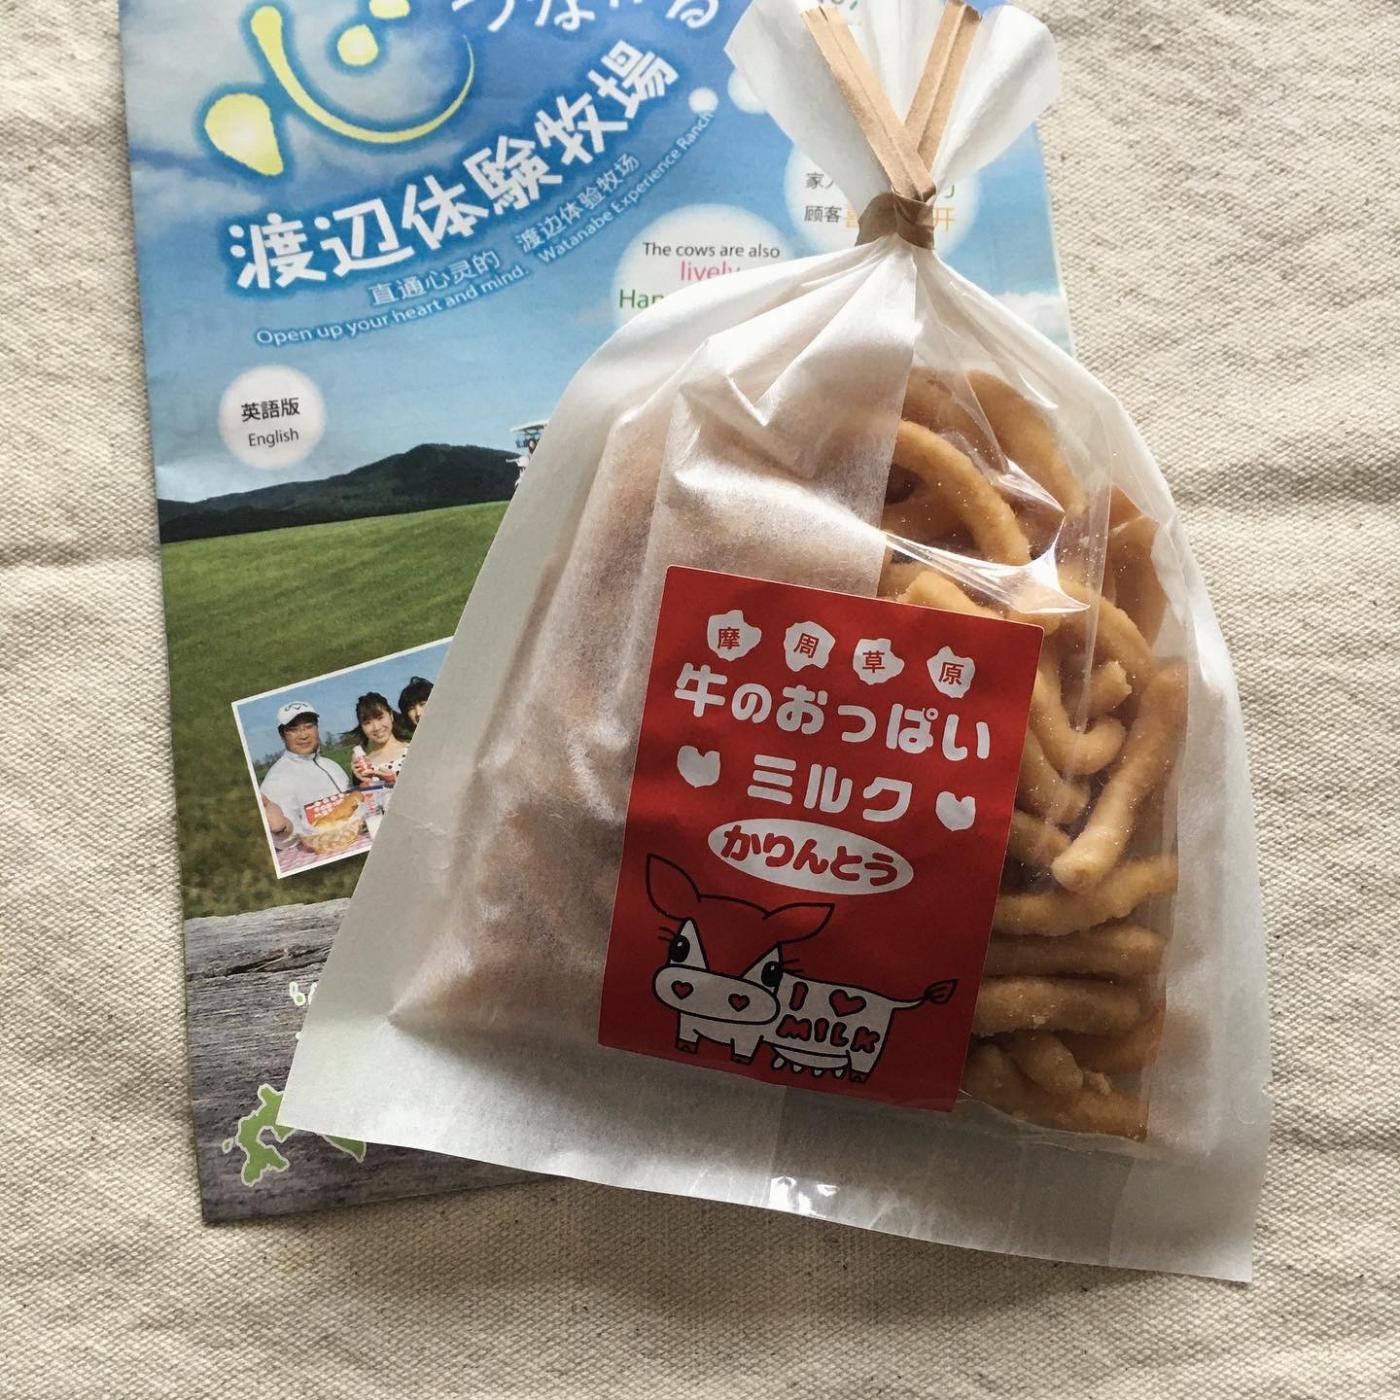 心
つながる
渡辺体験牧場
直通心灵的 渡辺体验牧场
Open up your heart and mind. Watanabe Experience Ranch
The cows are also
lively
顾客
英語版
English
摩周草原
牛のおっぱい
ミルク
かりんとう
I ♥
MILK